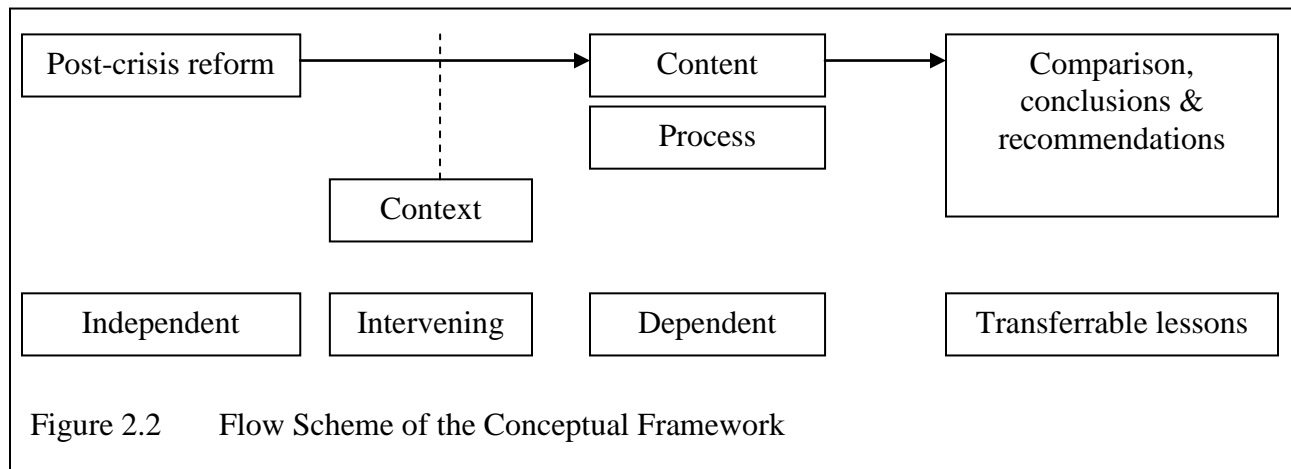 Post-crisis reform
Content
Process
Context
Comparison,
conclusions &
recommendations
Independent
Intervening
Dependent
Transferrable lessons
Figure 2.2 Flow Scheme of the Conceptual Framework